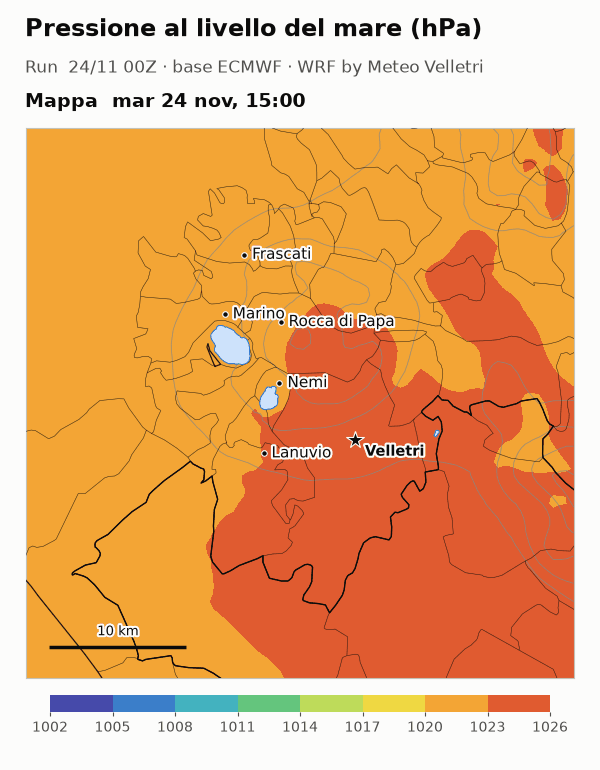 Pressione al livello del mare (hPa)
Run  24/11 00Z · base ECMWF · WRF by Meteo Velletri
Mappa  mar 24 nov, 15:00
Frascati
Marino
Rocca di Papa
Nemi
Velletri
Lanuvio
10 km
1002 1005 1008 1011 1014 1017 1020 1023 1026